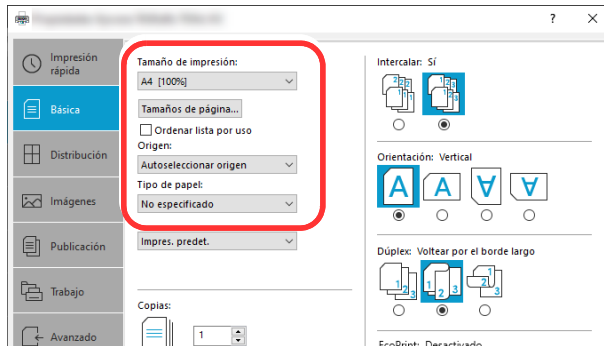 Impresión
rápida
Básica
Distribución
Imágenes
Publicación
Trabajo
Avanzado
Tamaño de impresión:
A4 [100%]
Tamaños de página...
Ordenar lista por uso
Origen:
Autoseleccionar origen
Tipo de papel:
No especificado
Impres. predet.
Copias:
1
Intercalar: Sí
Orientación: Vertical
Dúplex: Voltear por el borde largo
EcoPrint: Desactivado